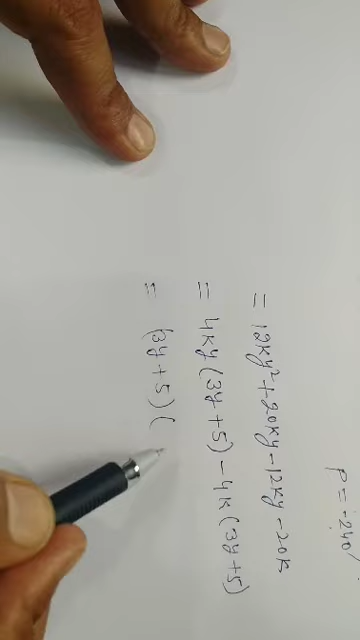 P = -240
= 12ky² + 20ky - 12ky - 20k
= 4ky (3y + 5) - 4k (3y + 5)
= (3y + 5) (